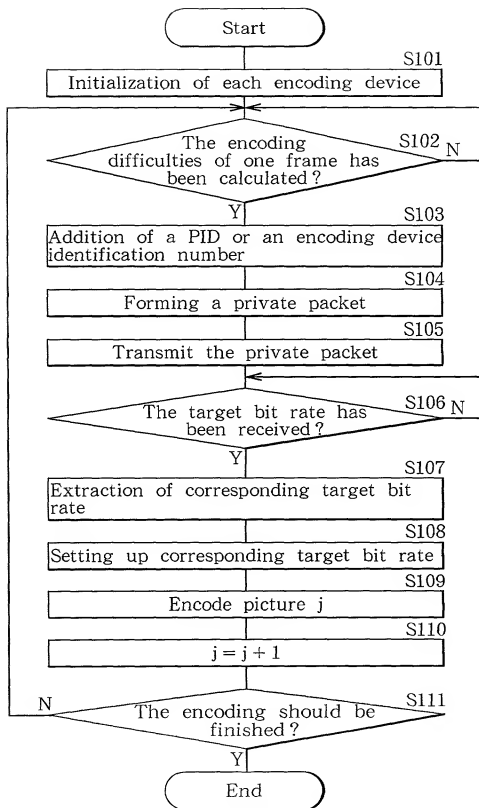 Start
S101
Initialization of each encoding device
The encoding
difficulties of one frame has
been calculated?
S102
N
Y
S103
Addition of a PID or an encoding device
identification number
S104
Forming a private packet
S105
Transmit the private packet
The target bit rate has
been received?
S106
N
Y
S107
Extraction of corresponding target bit
rate
S108
Setting up corresponding target bit rate
S109
Encode picture j
S110
j = j + 1
N
The encoding should be
finished?
S111
Y
End